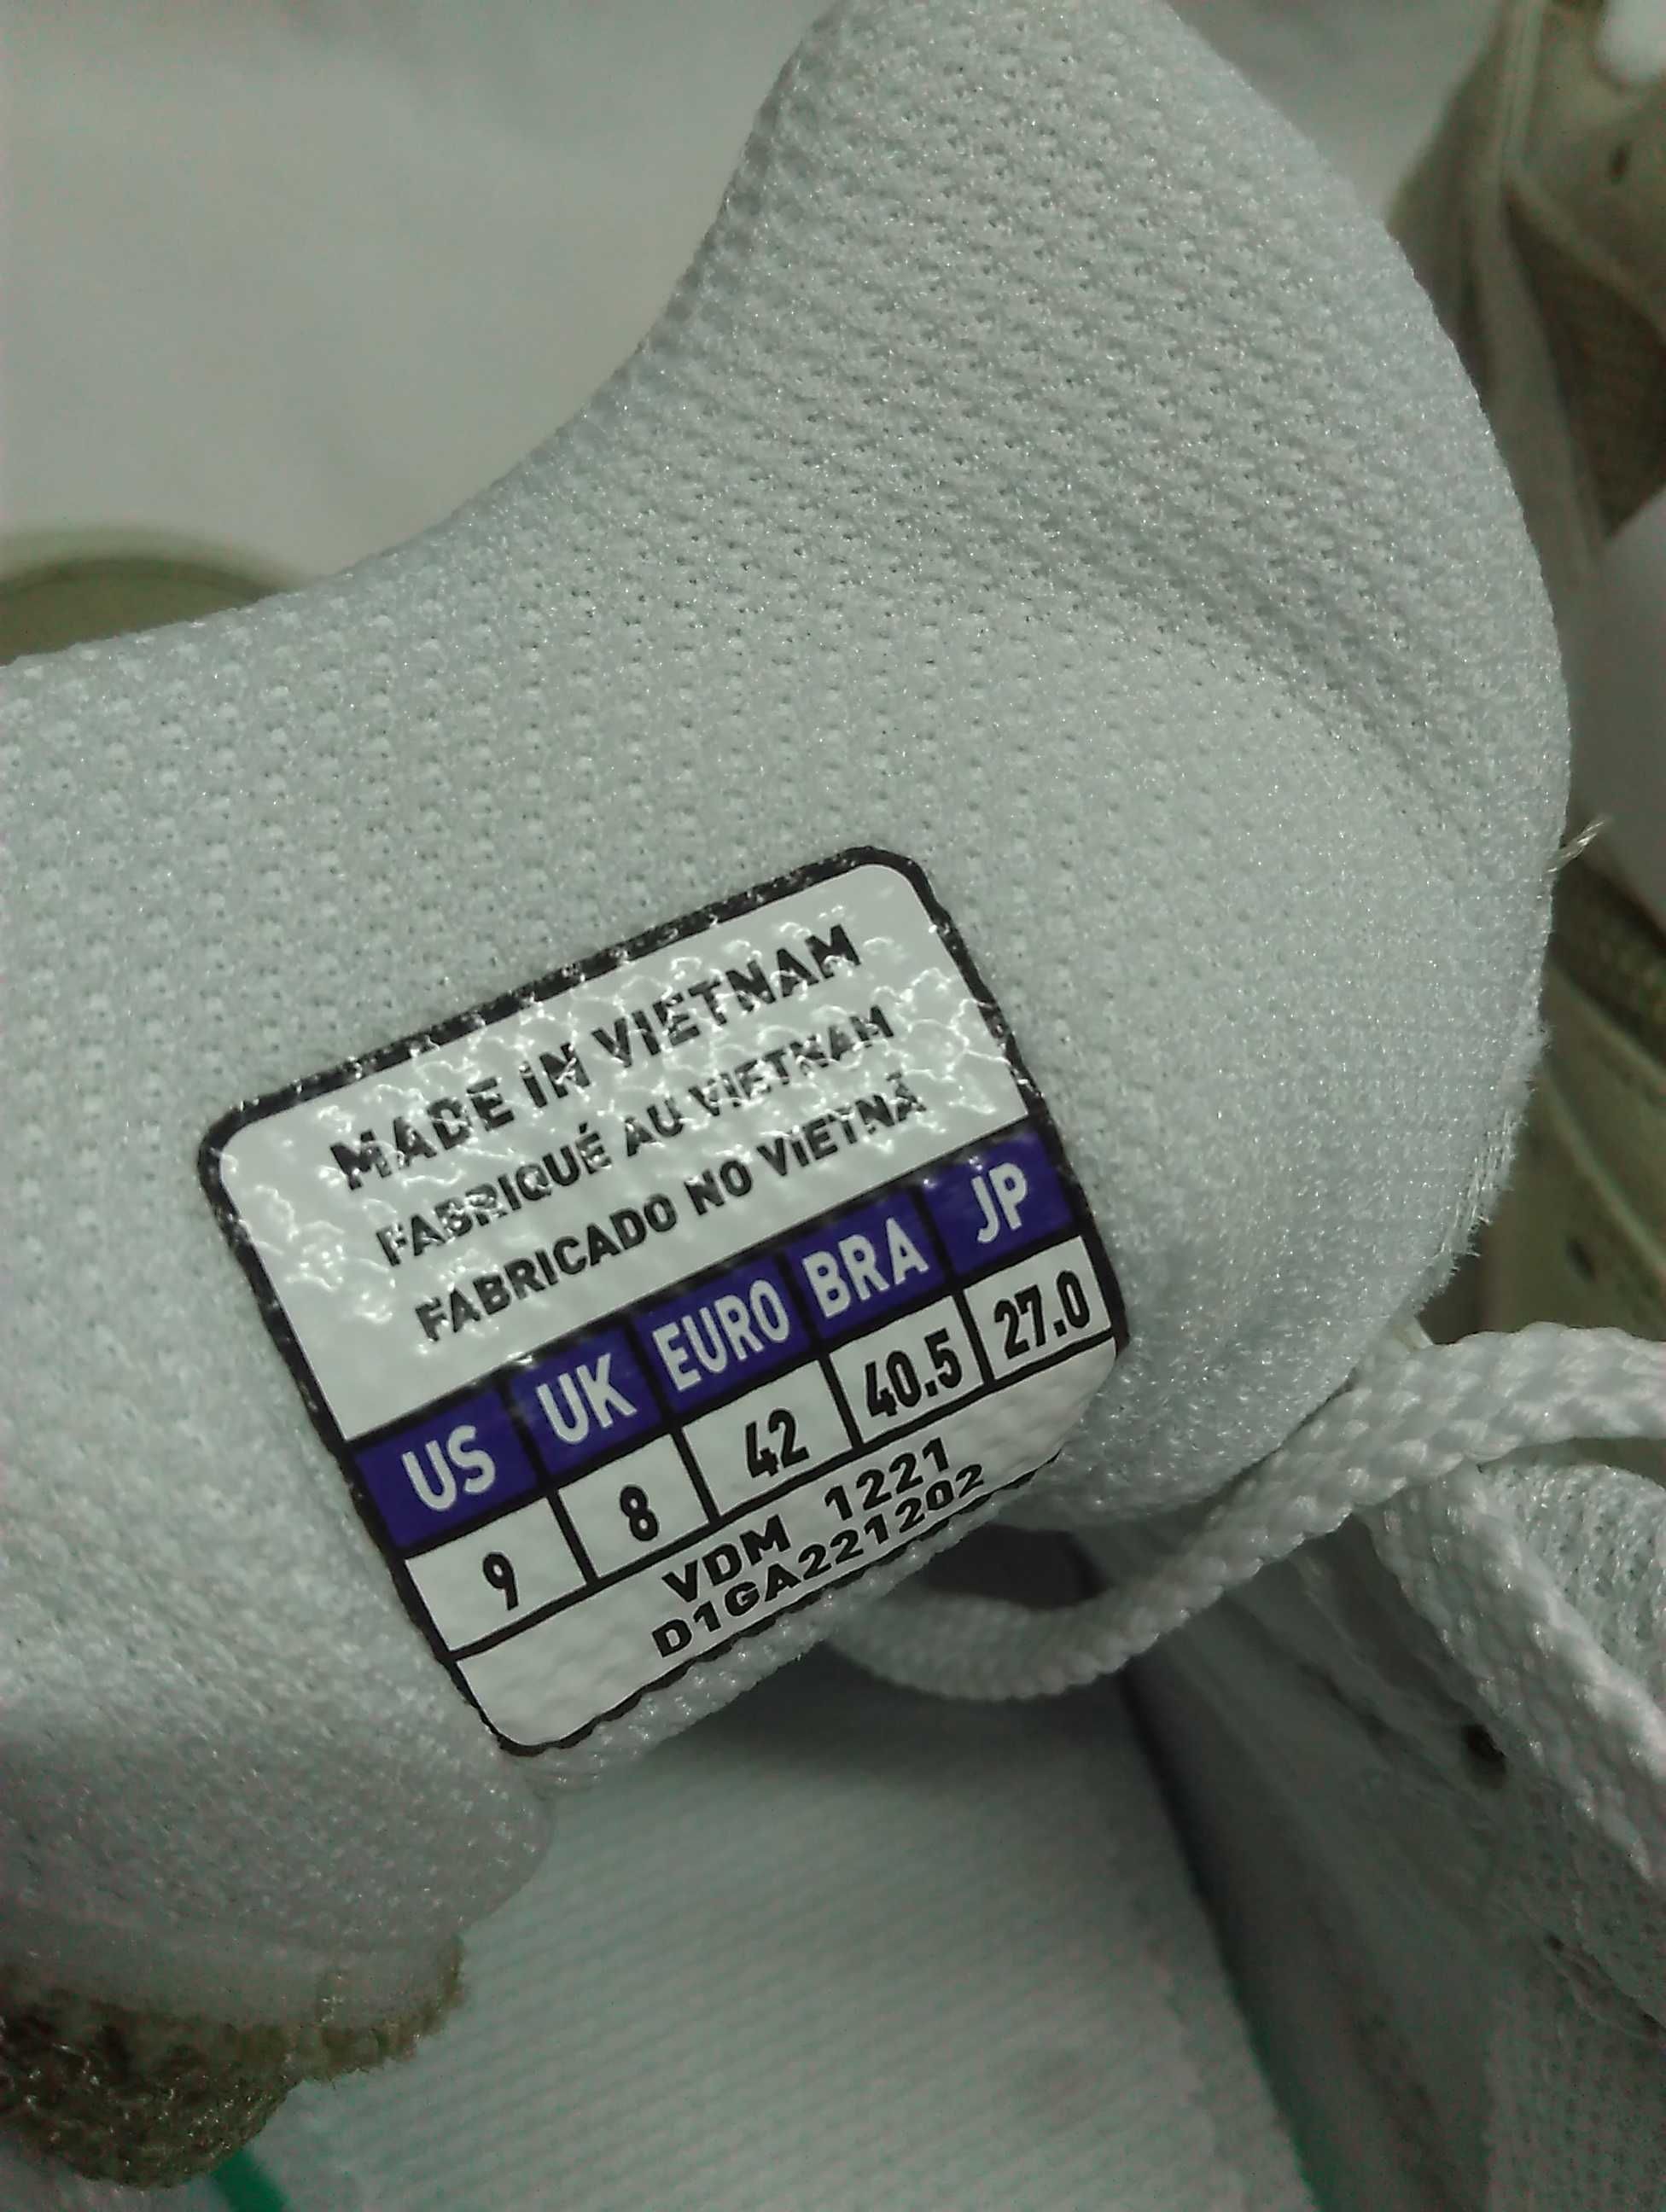 MADE IN VIETNAM
FABRIQUÉ AU VIETNAM
FABRICADO NO VIETNÃ
US UK EURO BRA JP
9 8 42 40.5 27.0
VDM 1221
D1GA221202